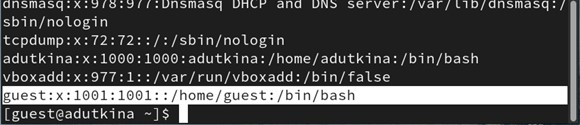 dnsmasq:x:978:977:Dnsmasq DHCP and DNS server:/var/lib/dnsmasq:/
sbin/nologin
tcpdump:x:72:72::/:/sbin/nologin
adutkina:x:1000:1000:adutkina:/home/adutkina:/bin/bash
vboxadd:x:977:1::/var/run/vboxadd:/bin/false
guest:x:1001:1001::/home/guest:/bin/bash
[guest@adutkina ~]$